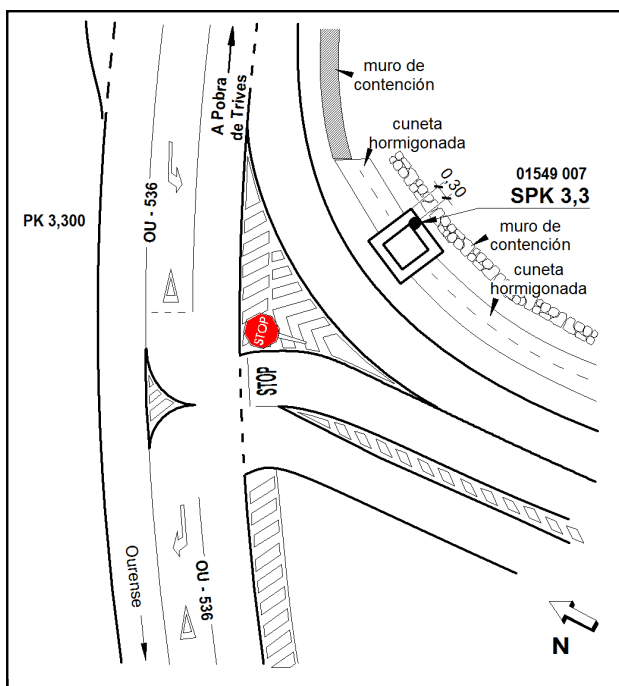 muro de
contención
A Pobra
de Trives
cuneta
hormigonada
0,30
01549 007
SPK 3,3
OU - 536
PK 3,300
muro de
contención
cuneta
hormigonada
STOP
STOP
Ourense
OU - 536
N